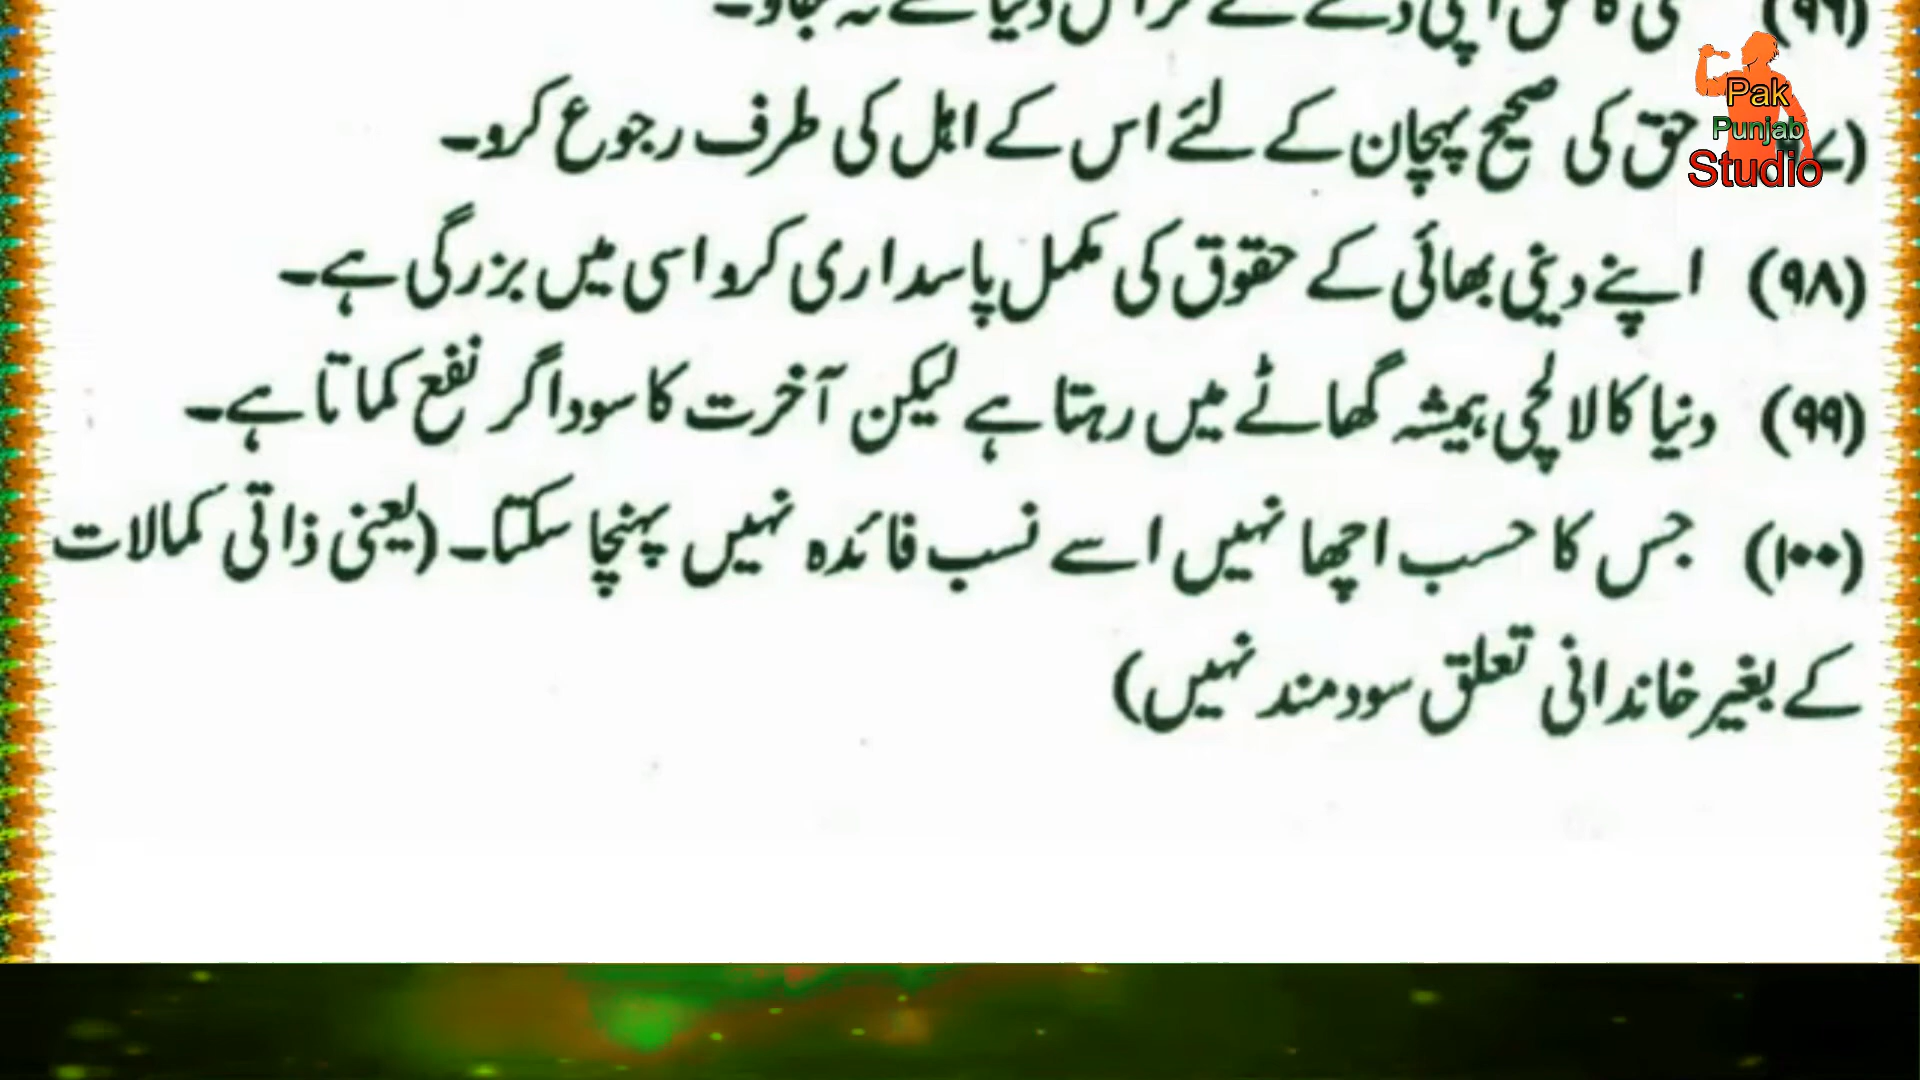 (۹۶)
حق کی صحیح پہچان کے لئے اس کے اہل کی طرف رجوع کرو۔
(۹۸) اپنے دینی بھائی کے حقوق کی مکمل پاسداری کرو اسی میں بزرگی ہے۔
(۹۹) دنیا کا لالچی ہمیشہ گھاٹے میں رہتا ہے لیکن آخرت کا سوداگر نفع کماتا ہے۔
(۱۰۰) جس کا حسب اچھا نہیں اسے نسب فائدہ نہیں پہنچا سکتا۔ (یعنی ذاتی کمالات
کے بغیر خاندانی تعلق سودمند نہیں)
Pak
Punjab
Studio